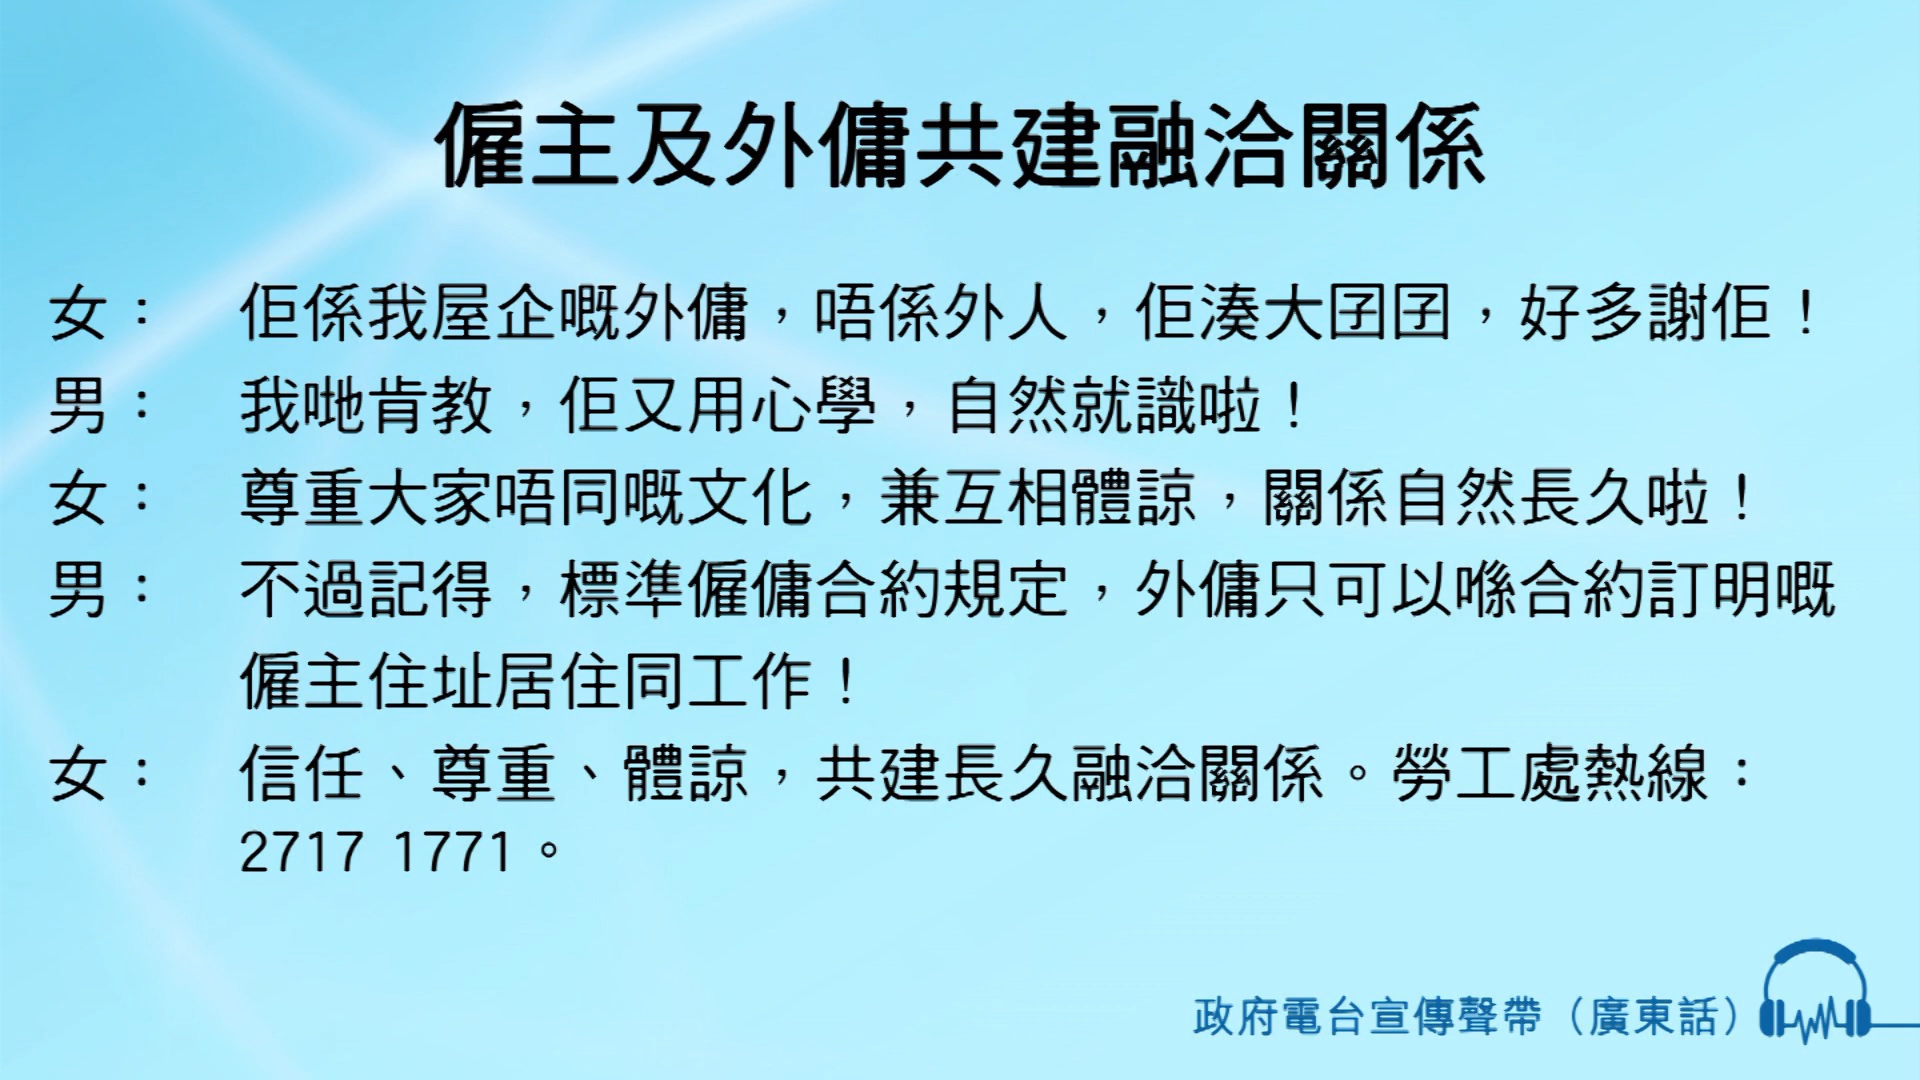 僱主及外傭共建融洽關係
女： 佢係我屋企嘅外傭，唔係外人，佢湊大囝囝，好多謝佢！
男： 我哋肯教，佢又用心學，自然就識啦！
女： 尊重大家唔同嘅文化，兼互相體諒，關係自然長久啦！
男： 不過記得，標準僱傭合約規定，外傭只可以喺合約訂明嘅
僱主住址居住同工作！
女： 信任、尊重、體諒，共建長久融洽關係。勞工處熱線：
2717 1771。
政府電台宣傳聲帶（廣東話）